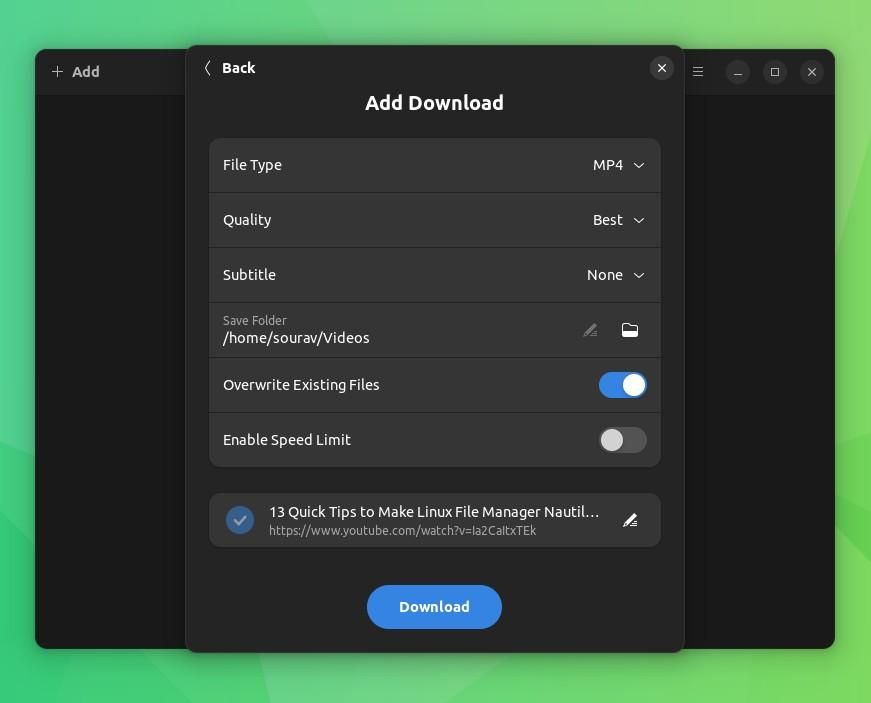 Add
Back
Add Download
File Type
MP4
Quality
Best
Subtitle
None
Save Folder
/home/sourav/Videos
Overwrite Existing Files
Enable Speed Limit
13 Quick Tips to Make Linux File Manager Nautil...
https://www.youtube.com/watch?v=Ia2CaItxTEk
Download